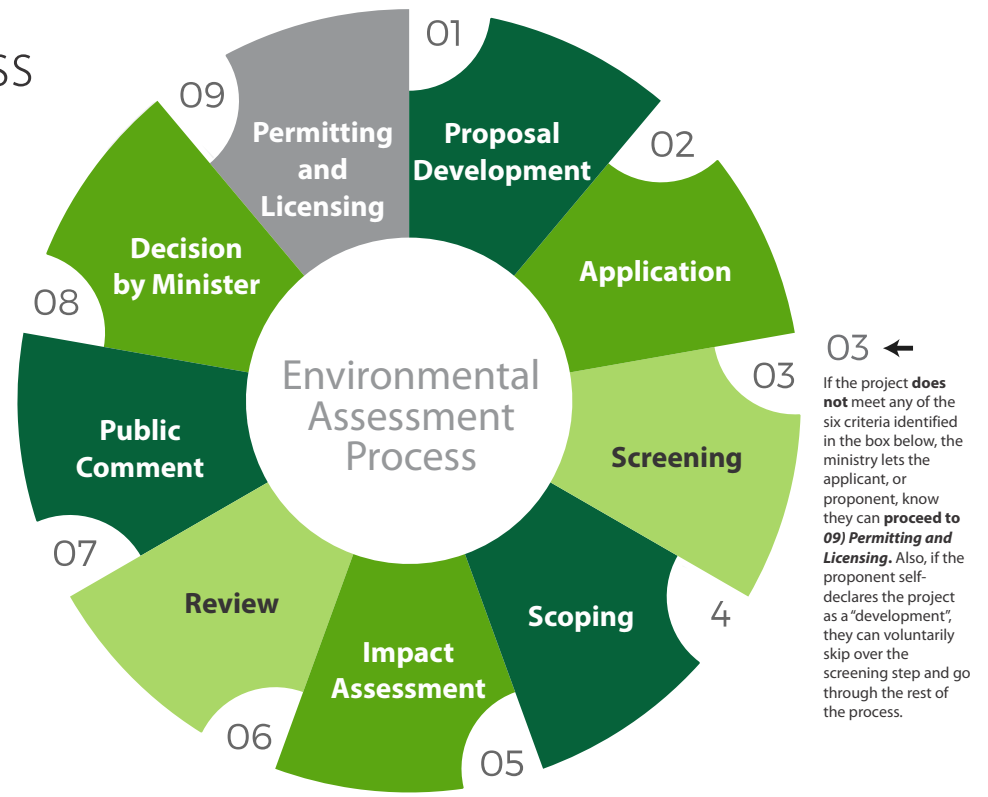 SS
01
Proposal
Development
02
Application
03
Screening
4
Scoping
05
Impact
Assessment
06
Review
07
Public
Comment
08
Decision
by Minister
09
Permitting
and
Licensing
Environmental
Assessment
Process
03
If the project does
not meet any of the
six criteria identified
in the box below, the
ministry lets the
applicant, or
proponent, know
they can proceed to
09) Permitting and
Licensing. Also, if the
proponent self-
declares the project
as a “development”,
they can voluntarily
skip over the
screening step and go
through the rest of
the process.